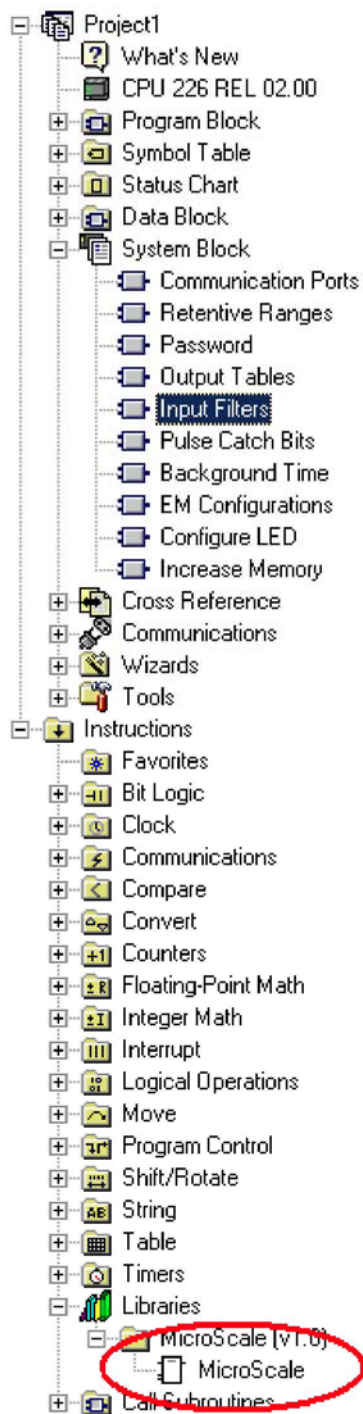 Project1
What's New
CPU 226 REL 02.00
Program Block
Symbol Table
Status Chart
Data Block
System Block
Communication Ports
Retentive Ranges
Password
Output Tables
Input Filters
Pulse Catch Bits
Background Time
EM Configurations
Configure LED
Increase Memory
Cross Reference
Communications
Wizards
Tools
Instructions
Favorites
Bit Logic
Clock
Communications
Compare
Convert
Counters
Floating-Point Math
Integer Math
Interrupt
Logical Operations
Move
Program Control
Shift/Rotate
String
Table
Timers
Libraries
MicroScale (v1.0)
MicroScale
Call Subroutines